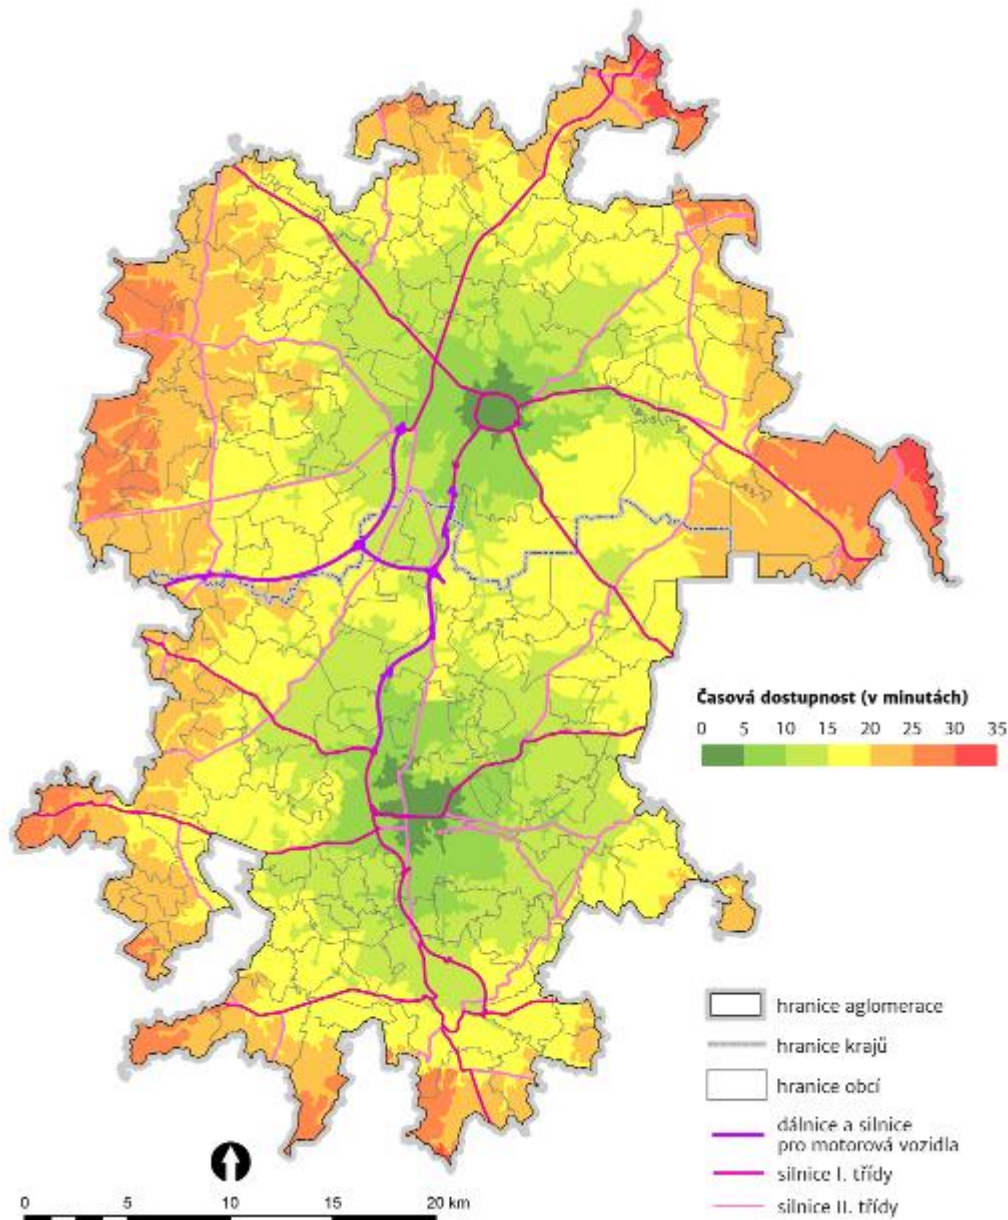 Časová dostupnost (v minutách)
0 5 10 15 20 25 30 35
hranice aglomerace
hranice krajů
hranice obcí
dálnice a silnice
pro motorová vozidla
silnice I. třídy
silnice II. třídy
0 5 10 15 20 km